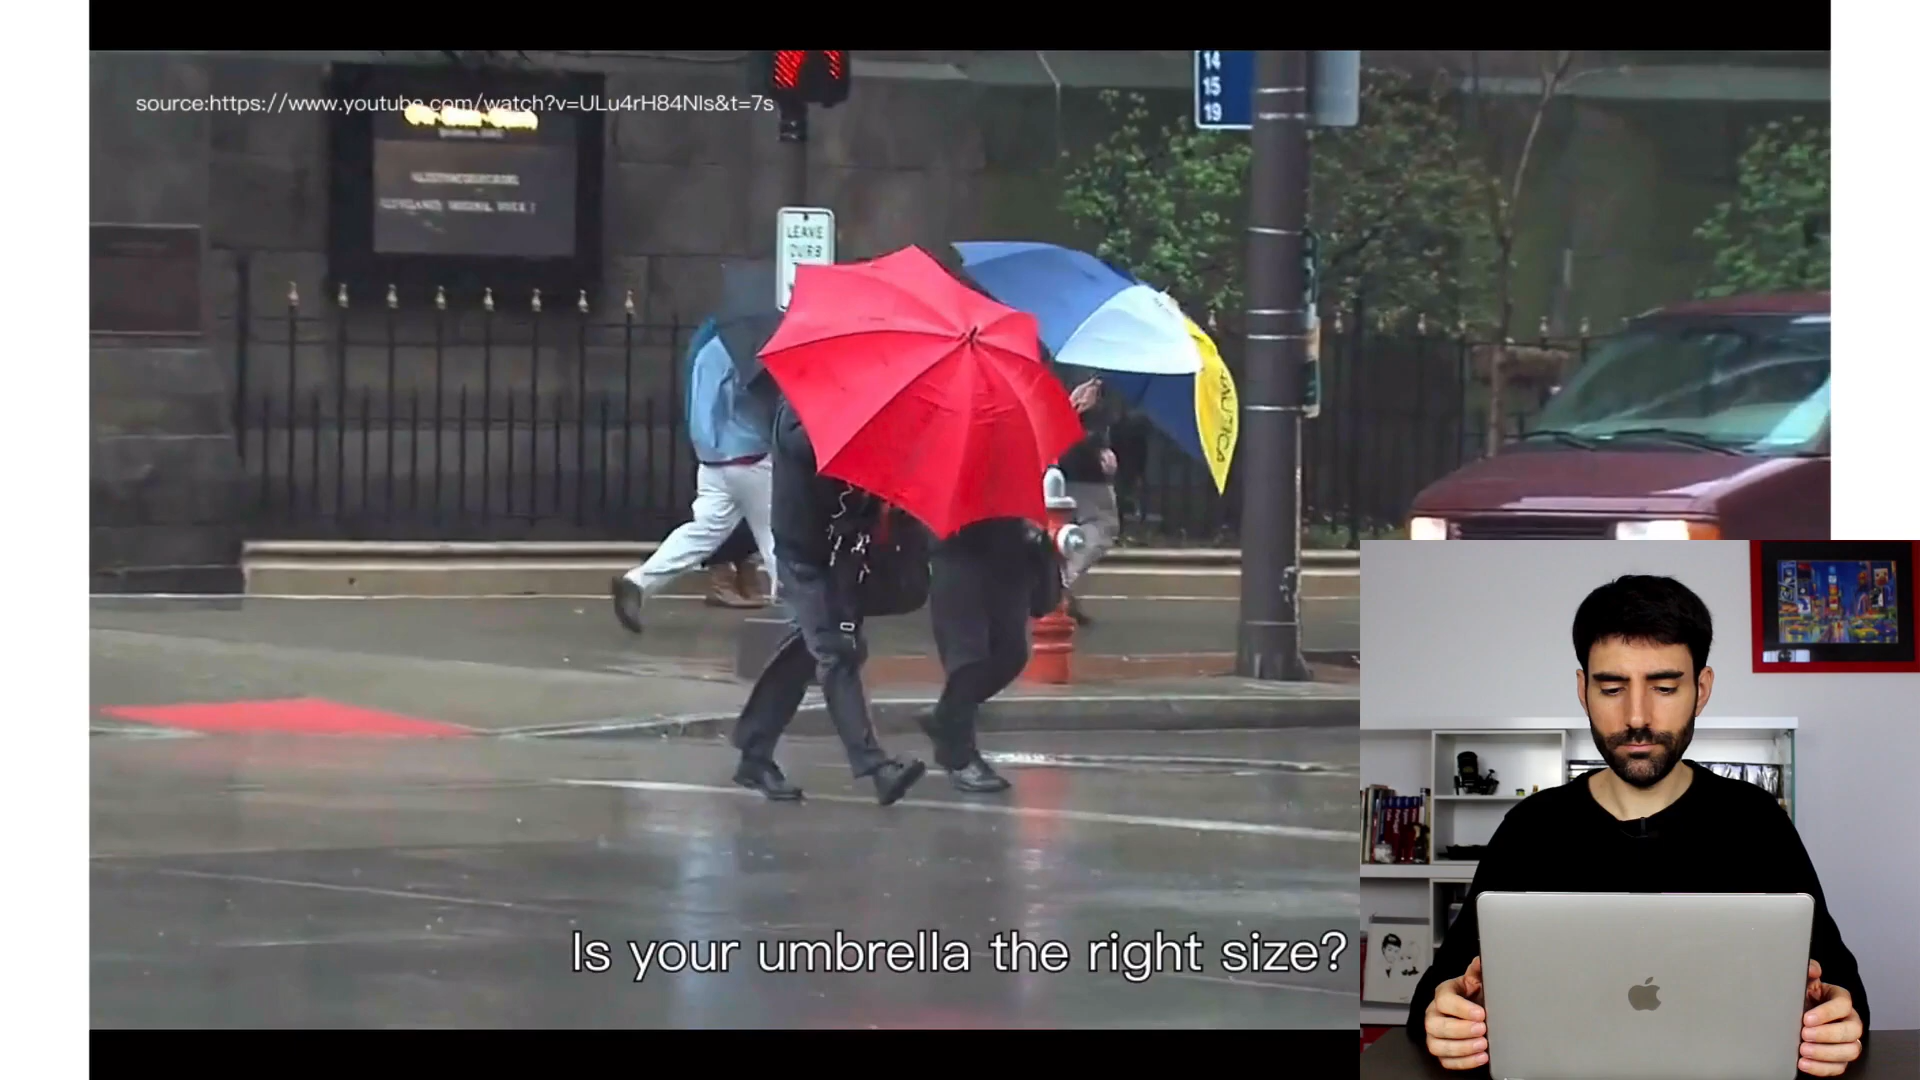 14
15
19
source:https://www.youtube.com/watch?v=ULu4rH84NIs&t=7s
LEAVE
CURB
NAUTICA
Is your umbrella the right size?